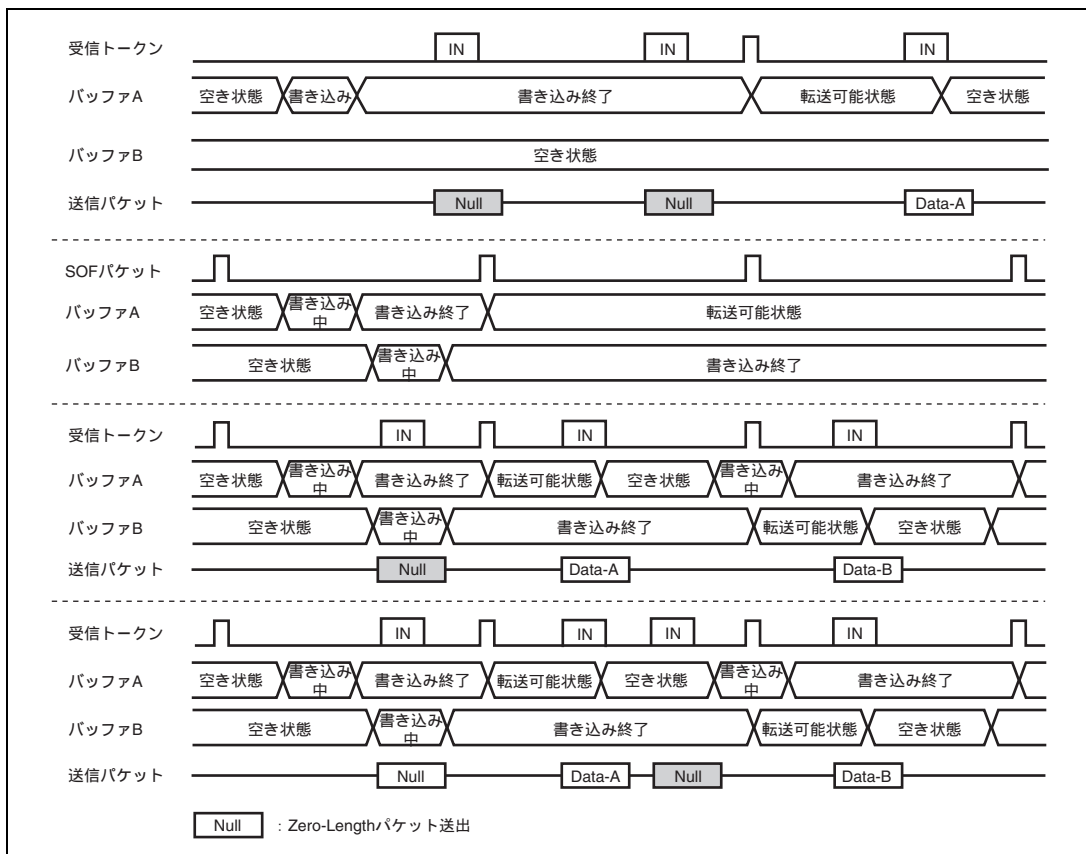 受信トークン IN IN IN
バッファA 空き状態 書き込み 書き込み終了 転送可能状態 空き状態
バッファB 空き状態
送信パケット Null Null Data-A
SOFパケット
バッファA 空き状態 書き込み中 書き込み終了 転送可能状態
バッファB 空き状態 書き込み中 書き込み終了
受信トークン IN IN IN
バッファA 空き状態 書き込み中 書き込み終了 転送可能状態 空き状態 書き込み中 書き込み終了
バッファB 空き状態 書き込み中 書き込み終了 転送可能状態 空き状態
送信パケット Null Data-A Data-B
受信トークン IN IN IN IN
バッファA 空き状態 書き込み中 書き込み終了 転送可能状態 空き状態 書き込み中 書き込み終了
バッファB 空き状態 書き込み中 書き込み終了 転送可能状態 空き状態
送信パケット Null Data-A Null Data-B
Null : Zero-Lengthパケット送出